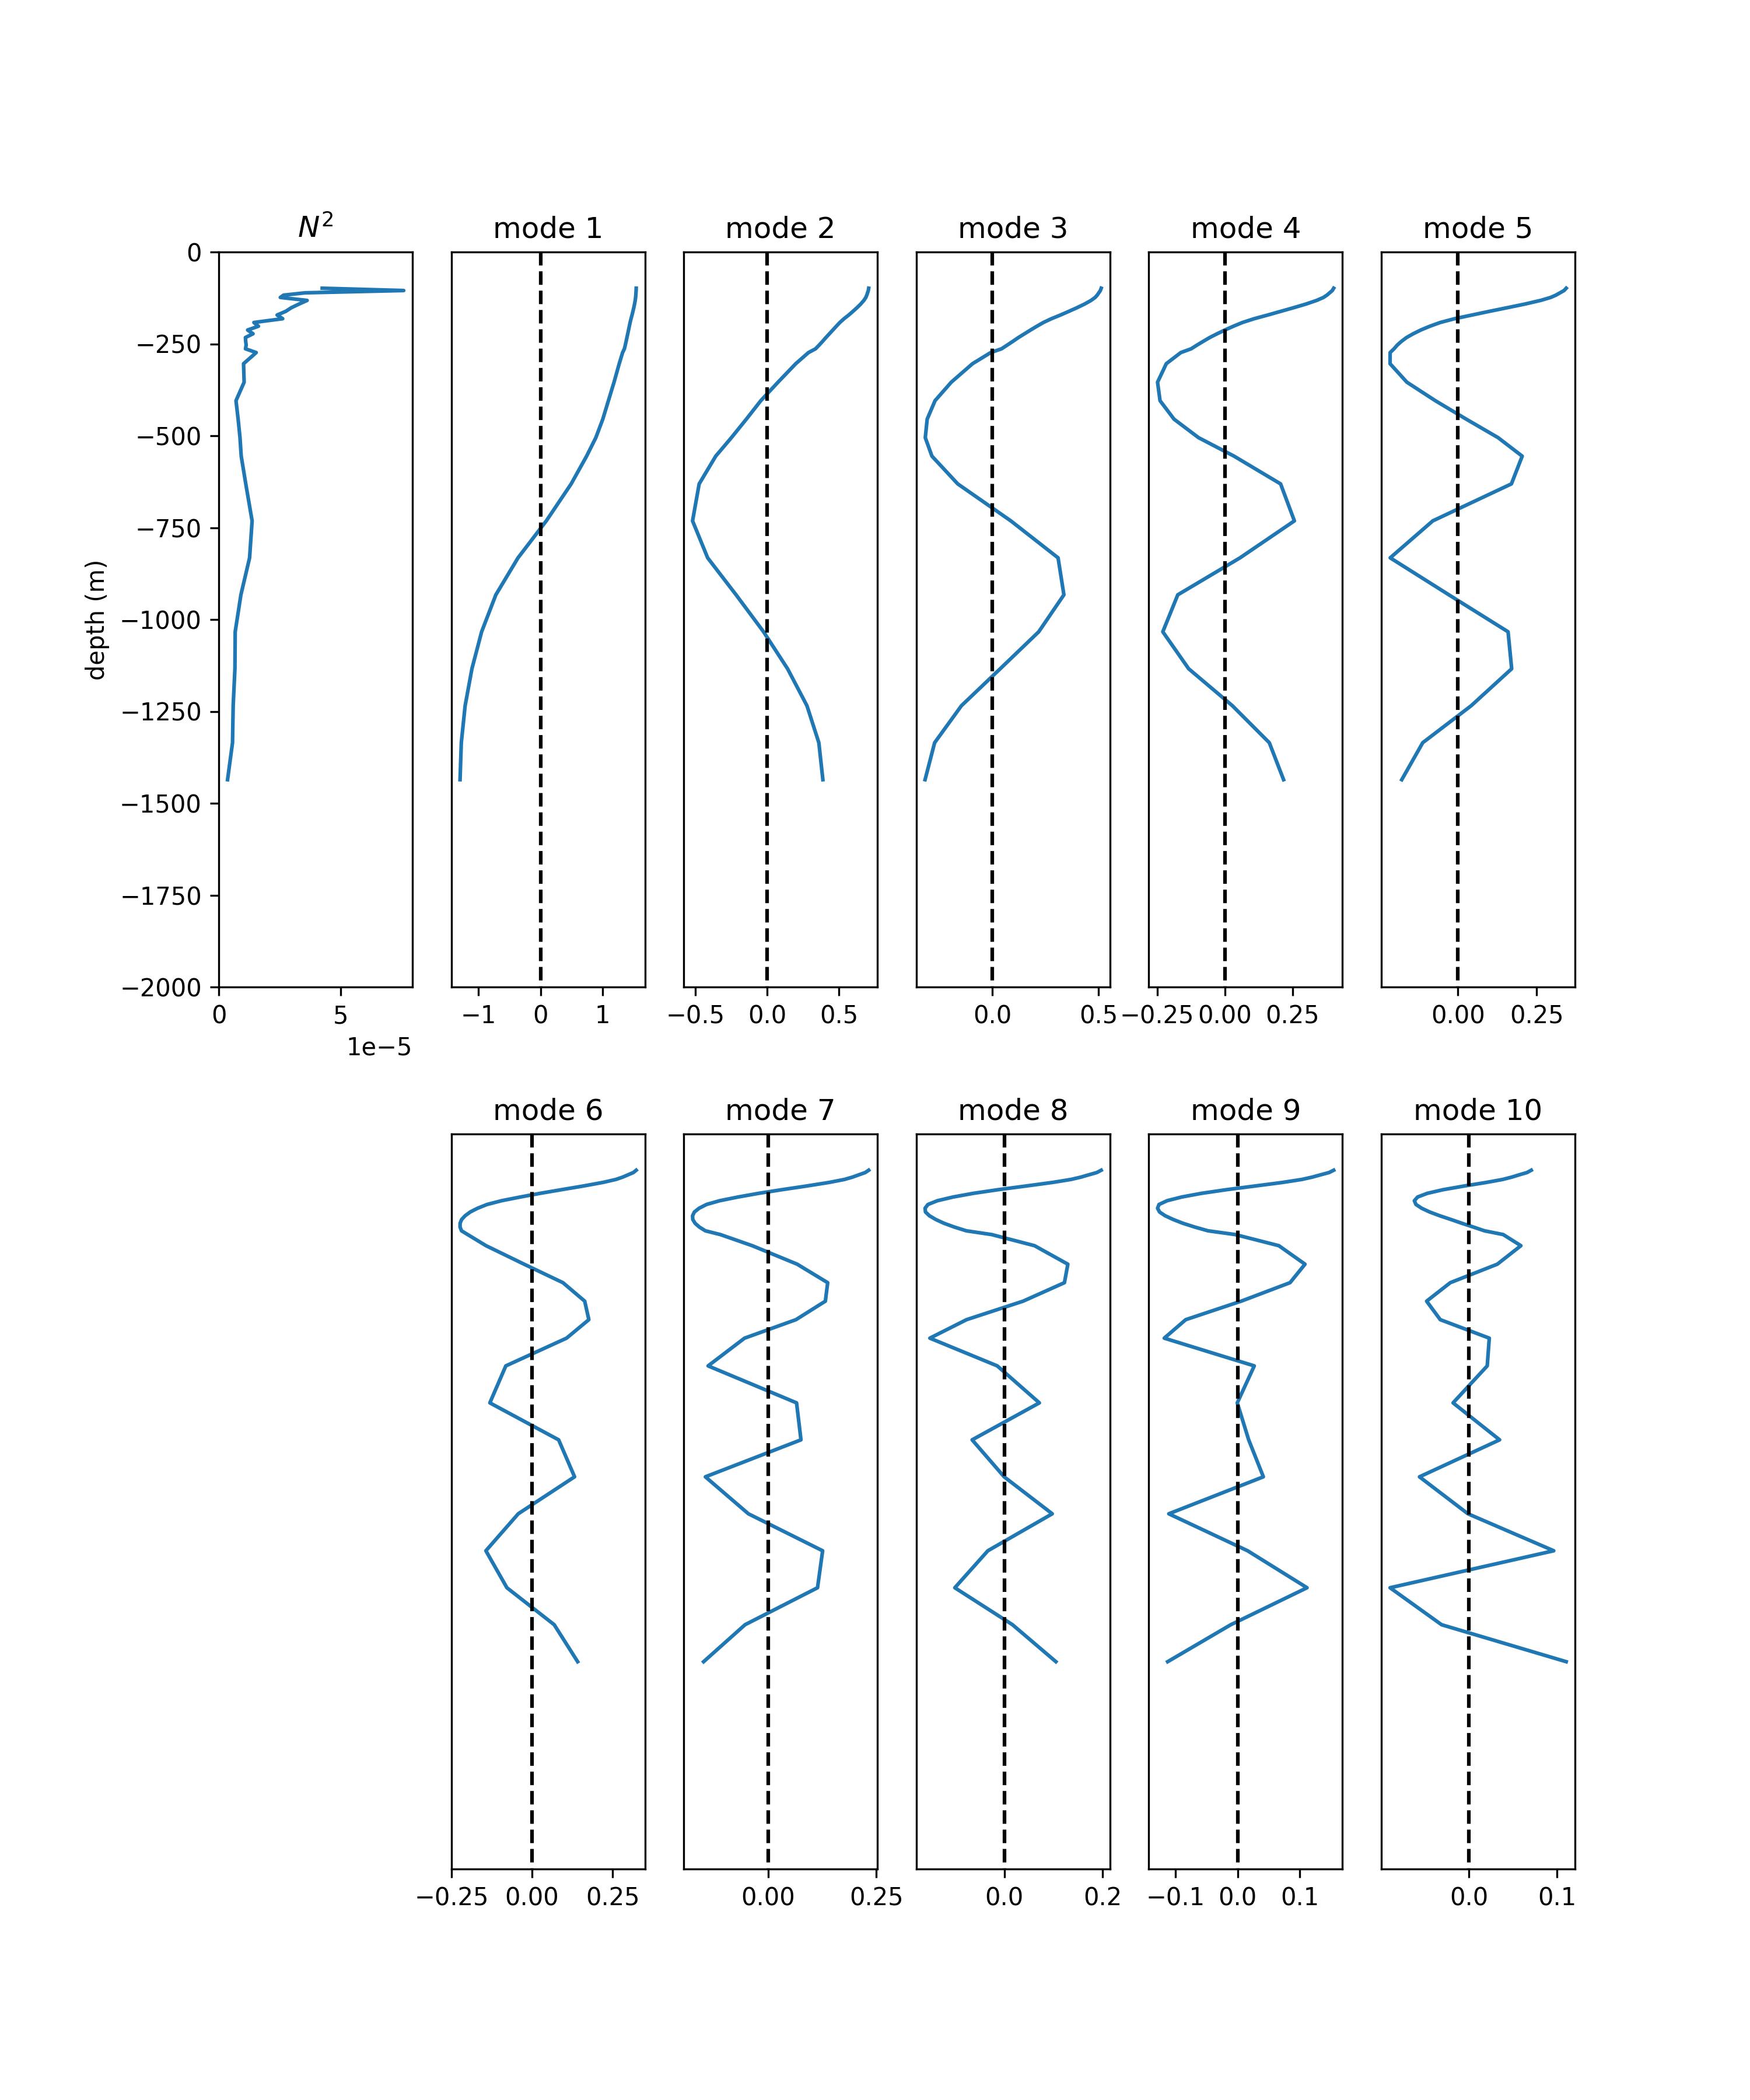 N²
mode 1
mode 2
mode 3
mode 4
mode 5
0
−250
−500
−750
−1000
−1250
−1500
−1750
−2000
depth (m)
0 5
1e−5
−1 0 1
−0.5 0.0 0.5
0.0 0.5
−0.25 0.00 0.25
0.00 0.25
mode 6
mode 7
mode 8
mode 9
mode 10
−0.25 0.00 0.25
0.00 0.25
0.0 0.2
−0.1 0.0 0.1
0.0 0.1